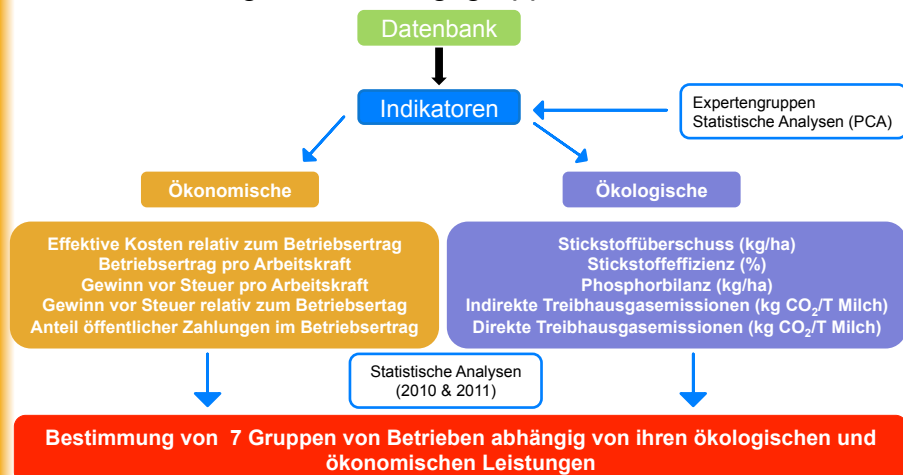 Datenbank
Indikatoren
Expertengruppen
Statistische Analysen (PCA)
Ökonomische
Ökologische
Effektive Kosten relativ zum Betriebsertrag
Betriebsertrag pro Arbeitskraft
Gewinn vor Steuer pro Arbeitskraft
Gewinn vor Steuer relativ zum Betriebsertag
Anteil öffentlicher Zahlungen im Betriebsertrag
Stickstoffüberschuss (kg/ha)
Stickstoffeffizienz (%)
Phosphorbilanz (kg/ha)
Indirekte Treibhausgasemissionen (kg CO₂/T Milch)
Direkte Treibhausgasemissionen (kg CO₂/T Milch)
Statistische Analysen
(2010 & 2011)
Bestimmung von 7 Gruppen von Betrieben abhängig von ihren ökologischen und
ökonomischen Leistungen